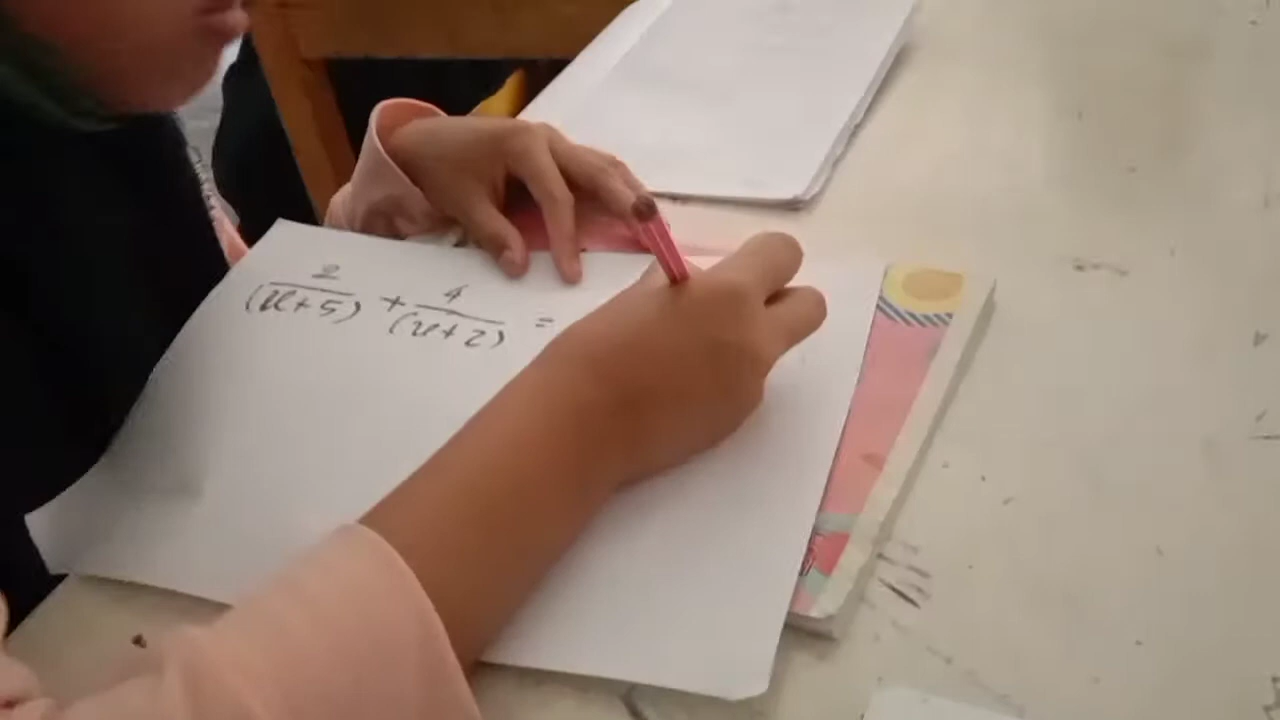 2/(x+5) + 4/(x+2) =